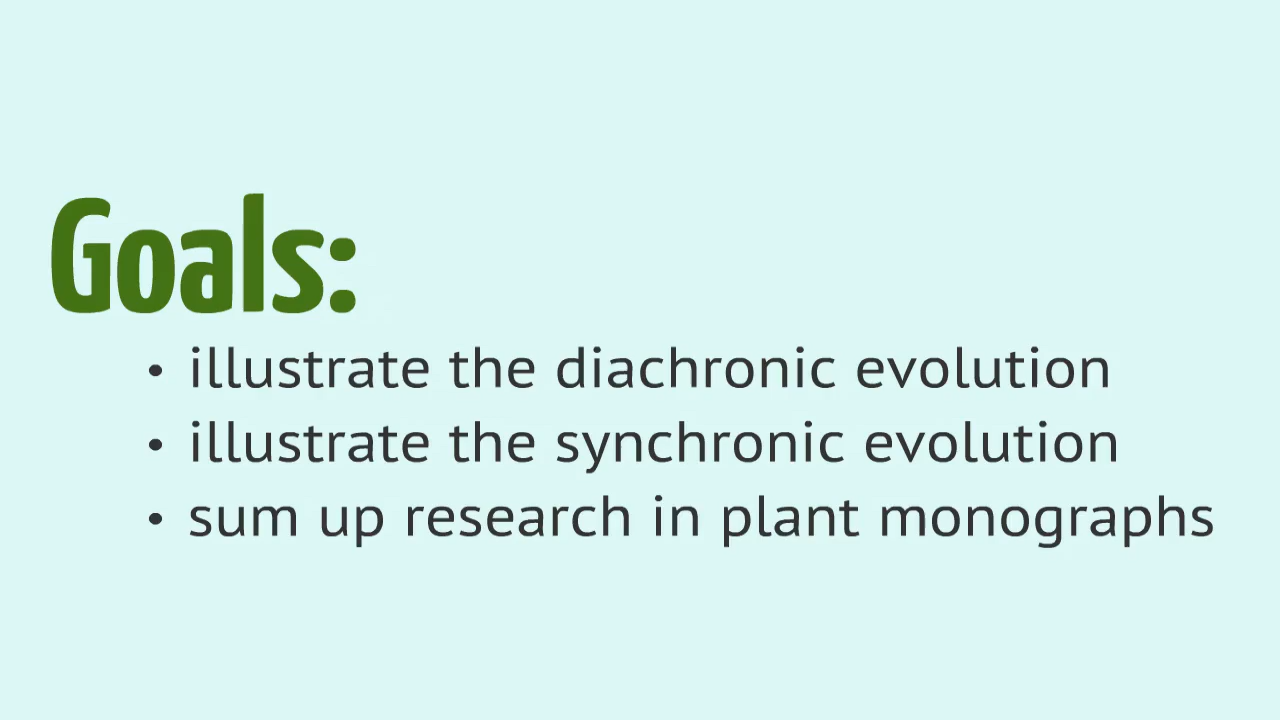 Goals:
• illustrate the diachronic evolution
• illustrate the synchronic evolution
• sum up research in plant monographs